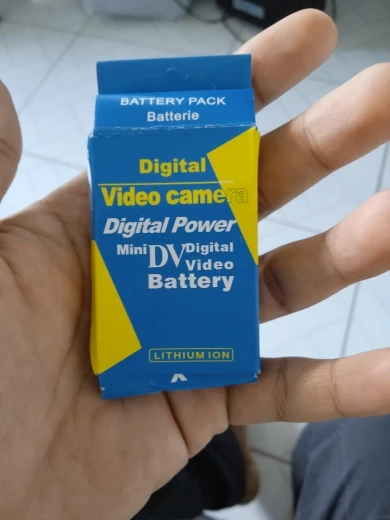 BATTERY PACK
Batterie
Digital
Video camera
Digital Power
Mini DV Digital
Video
Battery
LITHIUM ION